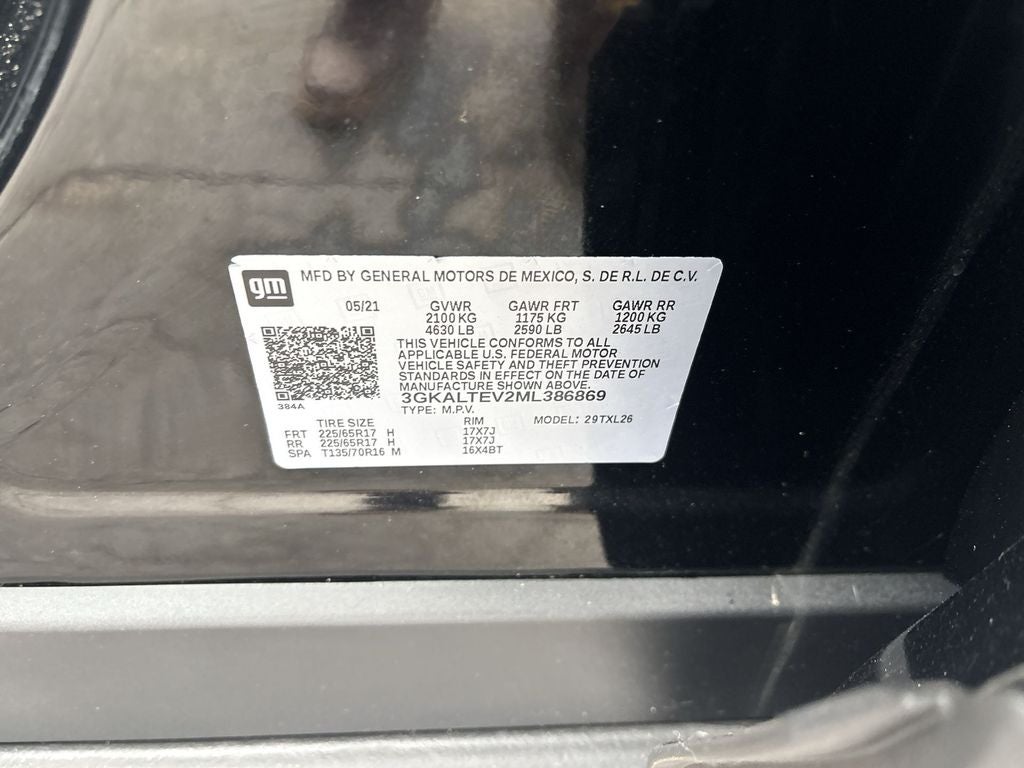 gm
MFD BY GENERAL MOTORS DE MEXICO, S. DE R.L. DE C.V.
05/21 GVWR GAWR FRT GAWR RR
2100 KG 1175 KG 1200 KG
4630 LB 2590 LB 2645 LB
THIS VEHICLE CONFORMS TO ALL
APPLICABLE U.S. FEDERAL MOTOR
VEHICLE SAFETY AND THEFT PREVENTION
STANDARDS IN EFFECT ON THE DATE OF
MANUFACTURE SHOWN ABOVE.
3GKALTEV2ML386869
384A
TYPE: M.P.V. MODEL: 29TXL26
TIRE SIZE RIM
FRT 225/65R17 H 17X7J
RR 225/65R17 H 17X7J
SPA T135/70R16 M 16X4BT